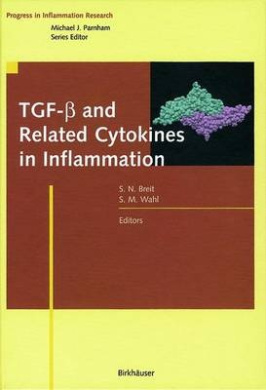 Progress in Inflammation Research
Michael J. Parnham
Series Editor
TGF-β and
Related Cytokines
in Inflammation
S. N. Breit
S. M. Wahl
Editors
Birkhäuser